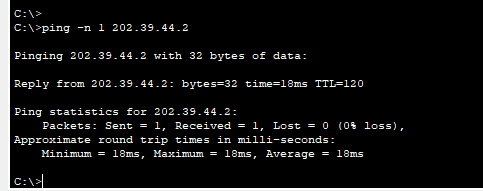 C:\>
C:\>ping -n 1 202.39.44.2
Pinging 202.39.44.2 with 32 bytes of data:
Reply from 202.39.44.2: bytes=32 time=18ms TTL=120
Ping statistics for 202.39.44.2:
    Packets: Sent = 1, Received = 1, Lost = 0 (0% loss),
Approximate round trip times in milli-seconds:
    Minimum = 18ms, Maximum = 18ms, Average = 18ms
C:\>